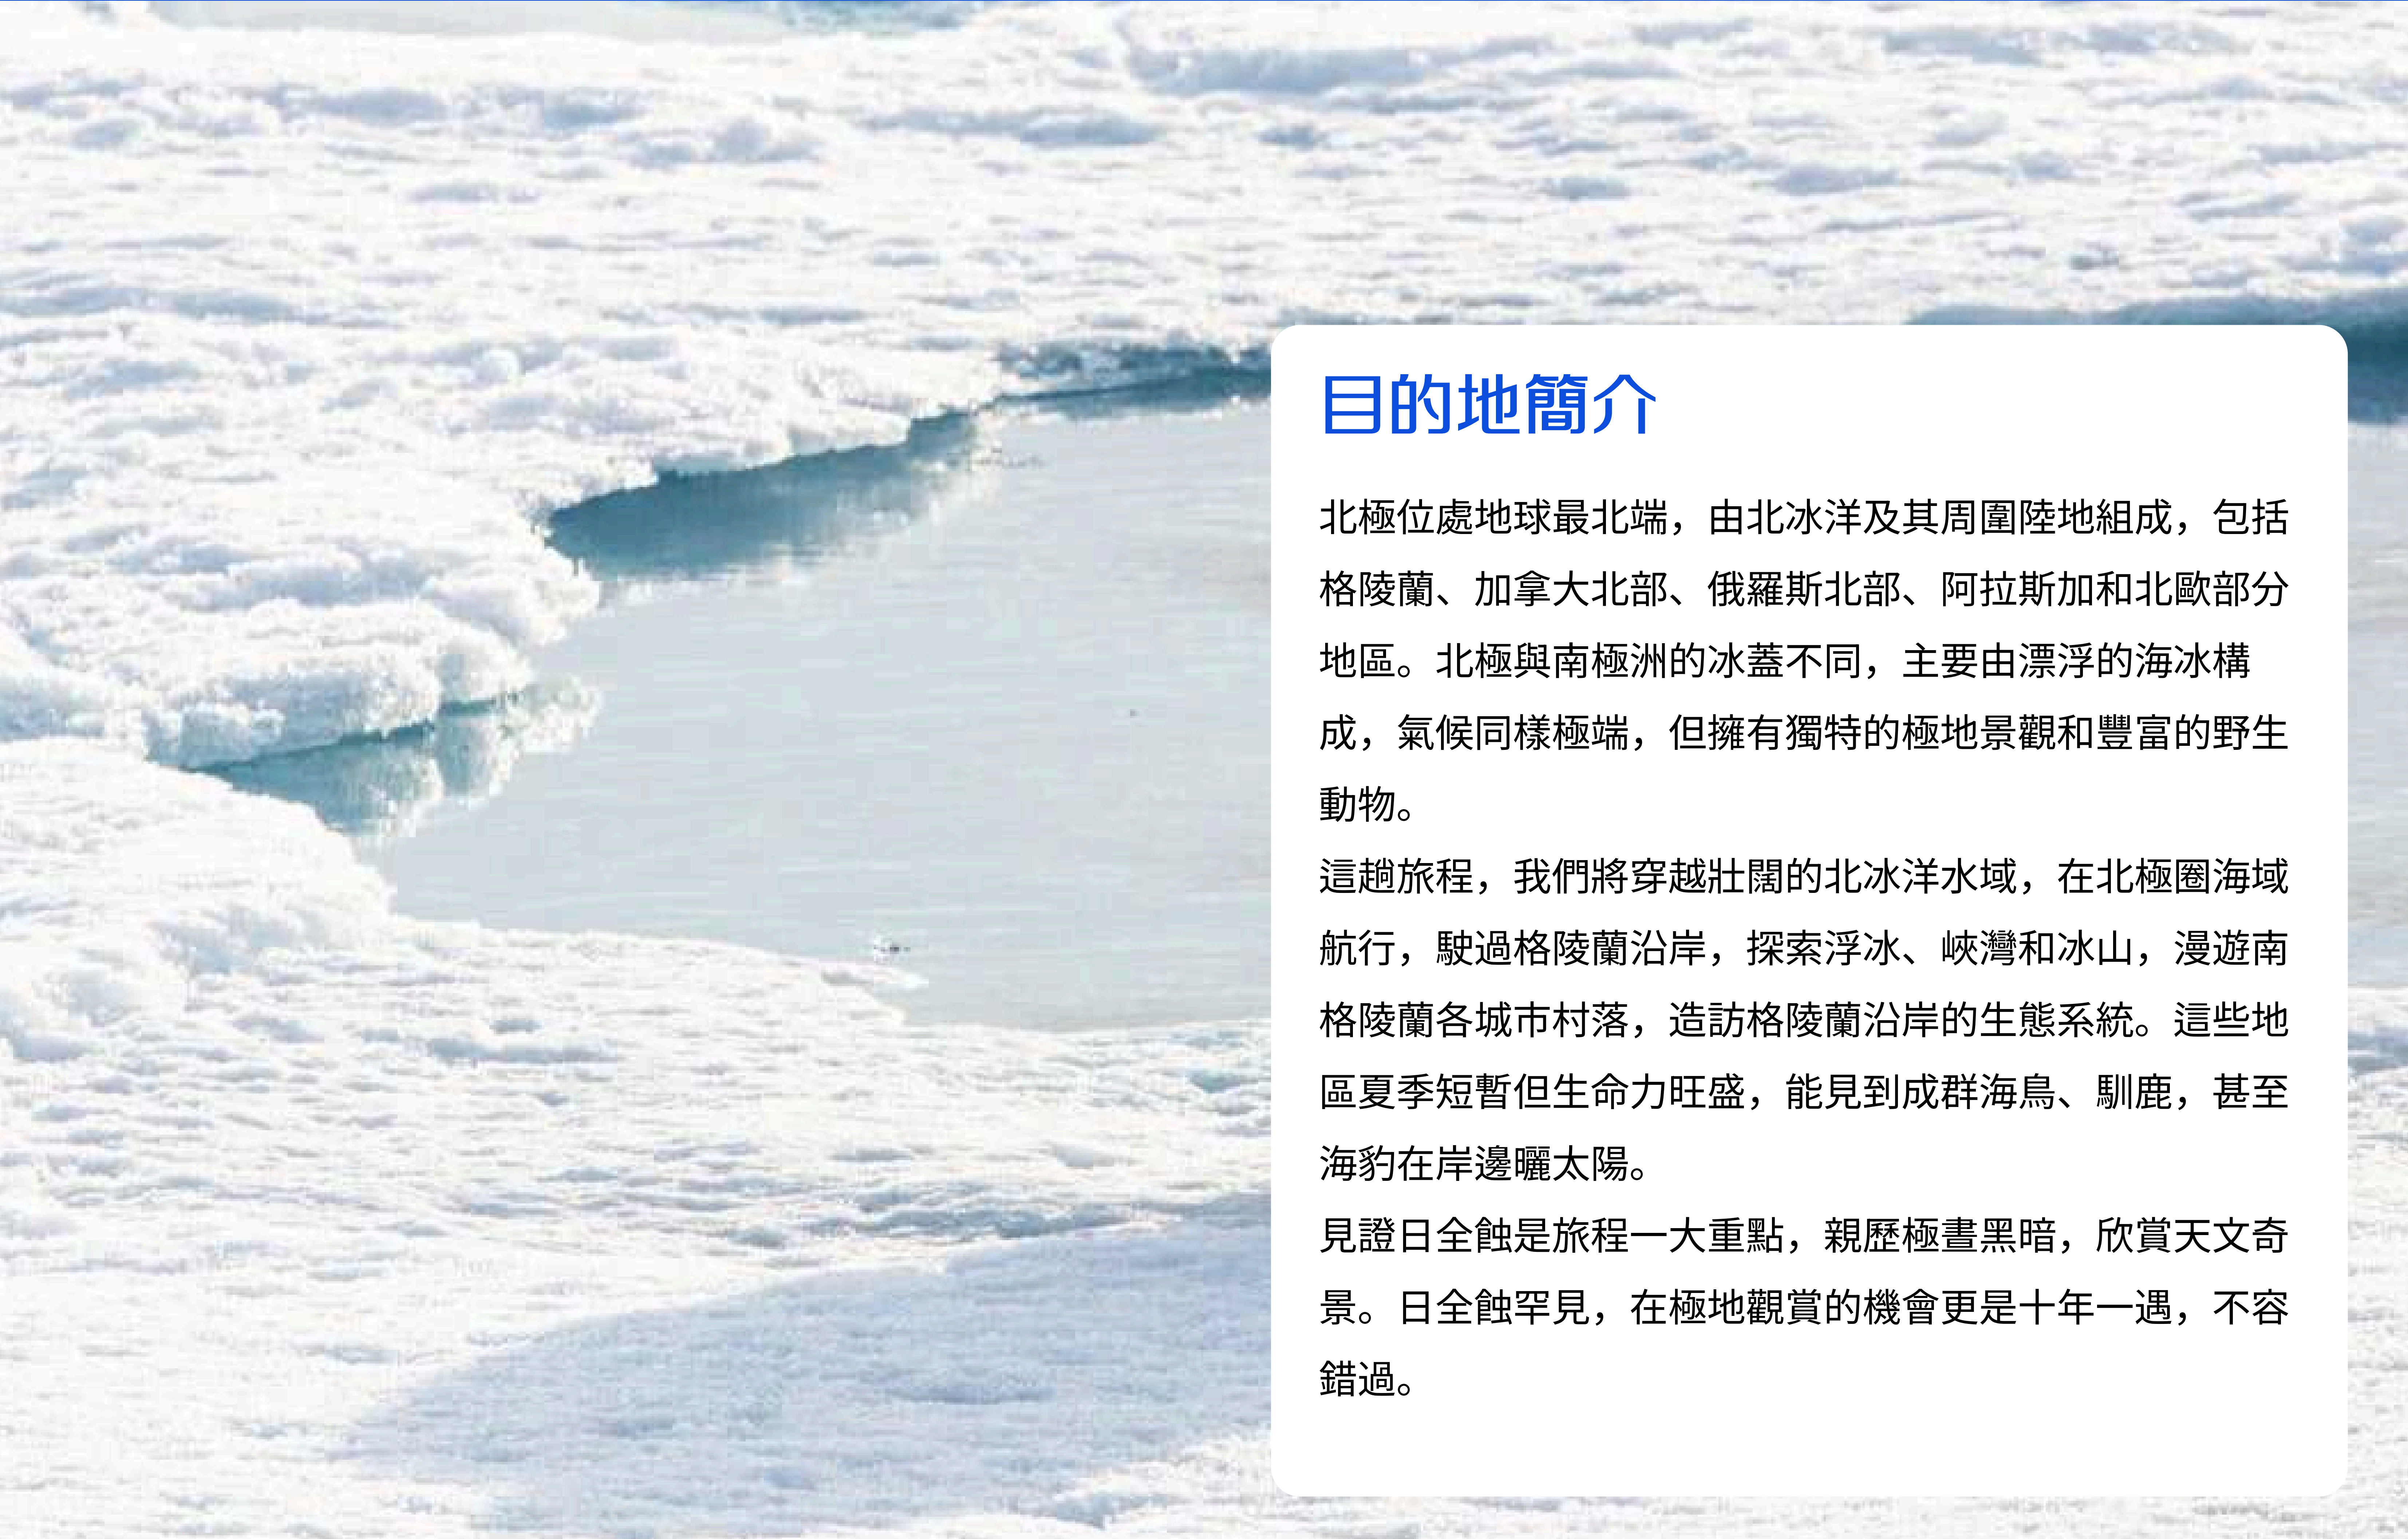 目的地簡介
北極位處地球最北端，由北冰洋及其周圍陸地組成，包括
格陵蘭、加拿大北部、俄羅斯北部、阿拉斯加和北歐部分
地區。北極與南極洲的冰蓋不同，主要由漂浮的海冰構
成，氣候同樣極端，但擁有獨特的極地景觀和豐富的野生
動物。
這趟旅程，我們將穿越壯闊的北冰洋水域，在北極圈海域
航行，駛過格陵蘭沿岸，探索浮冰、峽灣和冰山，漫遊南
格陵蘭各城市村落，造訪格陵蘭沿岸的生態系統。這些地
區夏季短暫但生命力旺盛，能見到成群海鳥、馴鹿，甚至
海豹在岸邊曬太陽。
見證日全蝕是旅程一大重點，親歷極晝黑暗，欣賞天文奇
景。日全蝕罕見，在極地觀賞的機會更是十年一遇，不容
錯過。